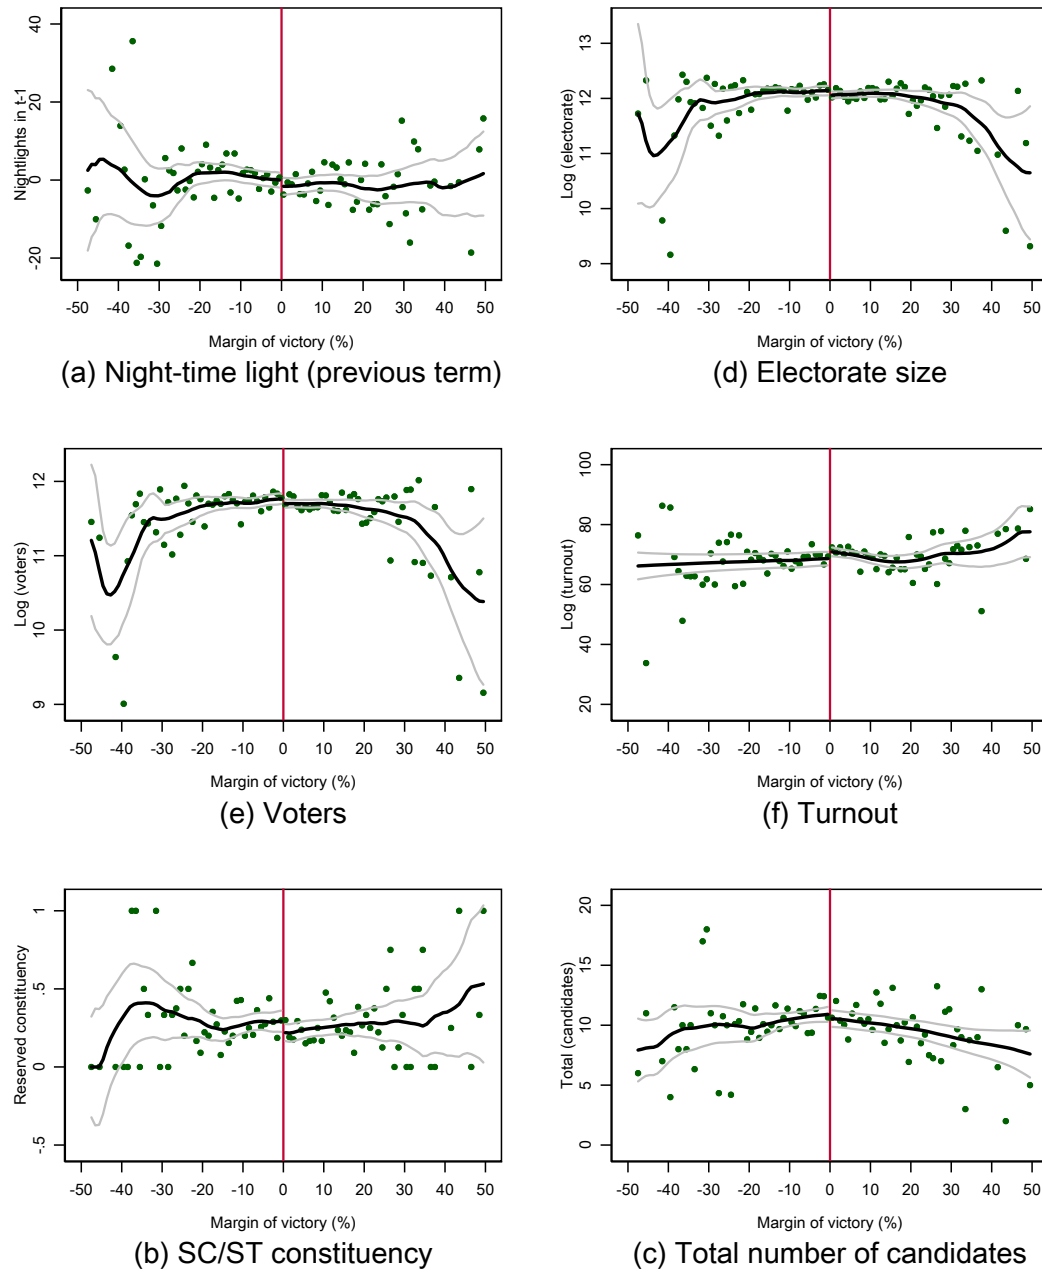 Nightlights in t-1
40
20
0
-20
-50 -40 -30 -20 -10 0 10 20 30 40 50
Margin of victory (%)
(a) Night-time light (previous term)
Log (electorate)
13
12
11
10
9
-50 -40 -30 -20 -10 0 10 20 30 40 50
Margin of victory (%)
(d) Electorate size
Log (voters)
12
11
10
9
-50 -40 -30 -20 -10 0 10 20 30 40 50
Margin of victory (%)
(e) Voters
Log (turnout)
100
80
60
40
20
-50 -40 -30 -20 -10 0 10 20 30 40 50
Margin of victory (%)
(f) Turnout
Reserved constituency
1
.5
0
-.5
-50 -40 -30 -20 -10 0 10 20 30 40 50
Margin of victory (%)
(b) SC/ST constituency
Total (candidates)
20
15
10
5
0
-50 -40 -30 -20 -10 0 10 20 30 40 50
Margin of victory (%)
(c) Total number of candidates